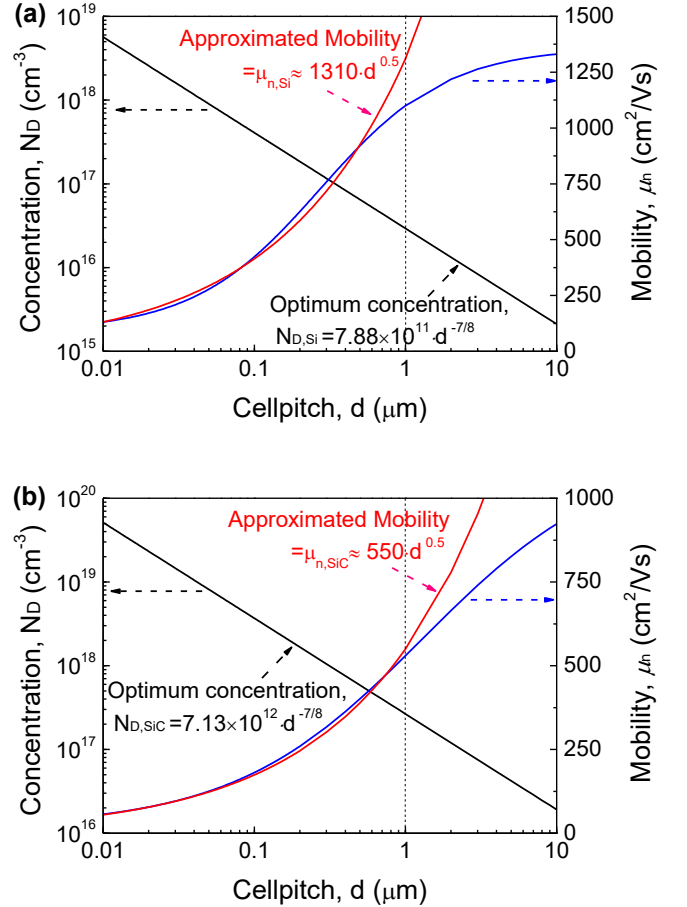 (a)
10^19
10^18
10^17
10^16
10^15
Concentration, N_D (cm^-3)
1500
1250
1000
750
500
250
0
Mobility, μ_n (cm^2/Vs)
Approximated Mobility
=μ_n,Si ≈ 1310·d^0.5
Optimum concentration,
N_D,Si =7.88×10^11·d^-7/8
0.01 0.1 1 10
Cellpitch, d (μm)
(b)
10^20
10^19
10^18
10^17
10^16
Concentration, N_D (cm^-3)
1000
750
500
250
0
Mobility, μ_n (cm^2/Vs)
Approximated Mobility
=μ_n,SiC ≈ 550·d^0.5
Optimum concentration,
N_D,SiC =7.13×10^12·d^-7/8
0.01 0.1 1 10
Cellpitch, d (μm)